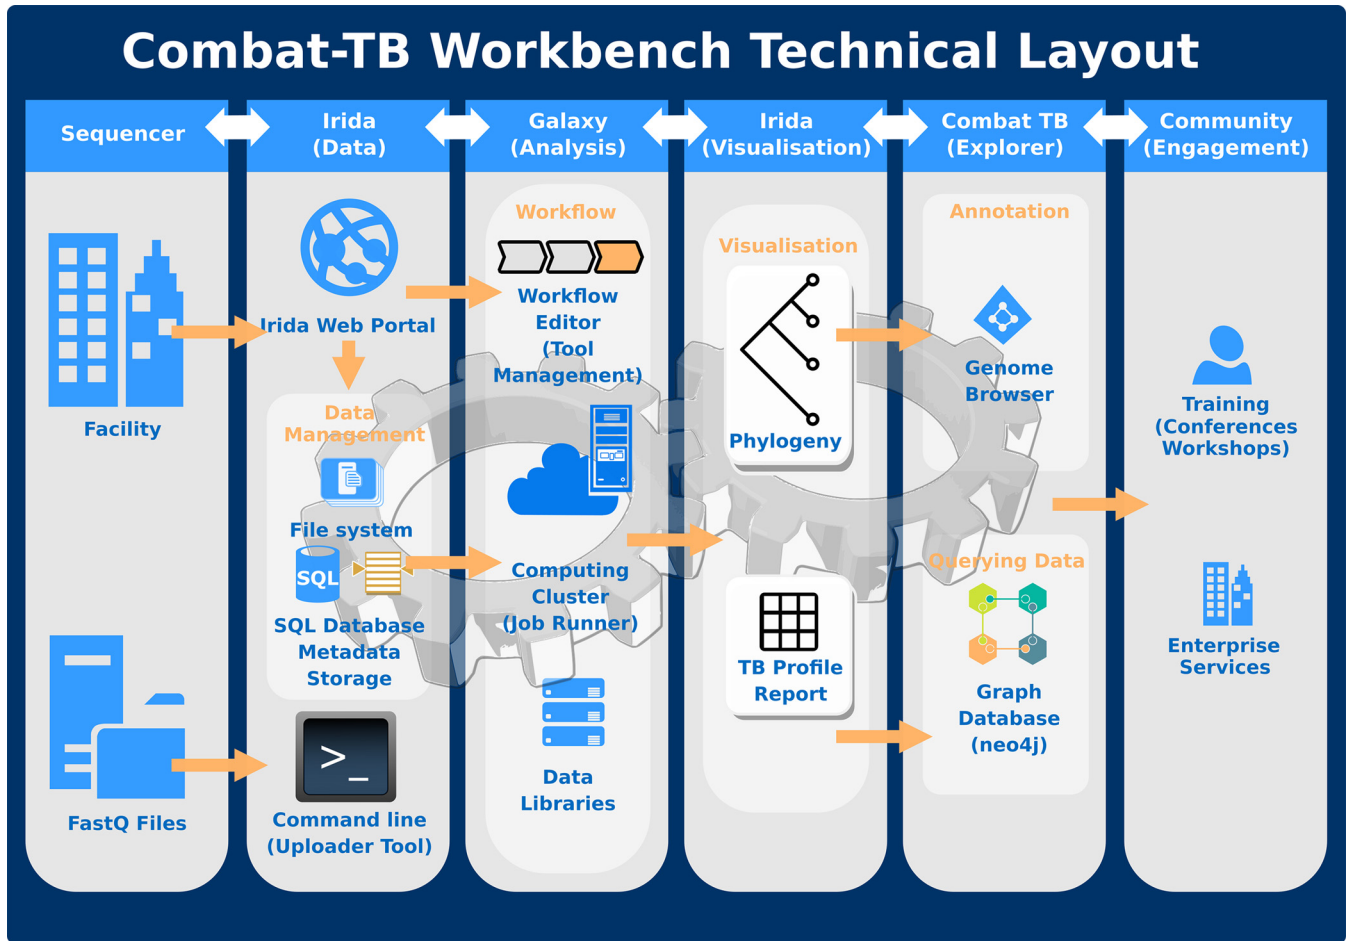 Combat-TB Workbench Technical Layout
Sequencer
Facility
FastQ Files
Irida
(Data)
Irida Web Portal
Data
Management
File system
SQL
SQL Database
Metadata
Storage
>_
Command line
(Uploader Tool)
Galaxy
(Analysis)
Workflow
Workflow
Editor
(Tool
Management)
Computing
Cluster
(Job Runner)
Data
Libraries
Irida
(Visualisation)
Visualisation
Phylogeny
TB Profile
Report
Combat TB
(Explorer)
Annotation
Genome
Browser
Querying Data
Graph
Database
(neo4j)
Community
(Engagement)
Training
(Conferences
Workshops)
Enterprise
Services